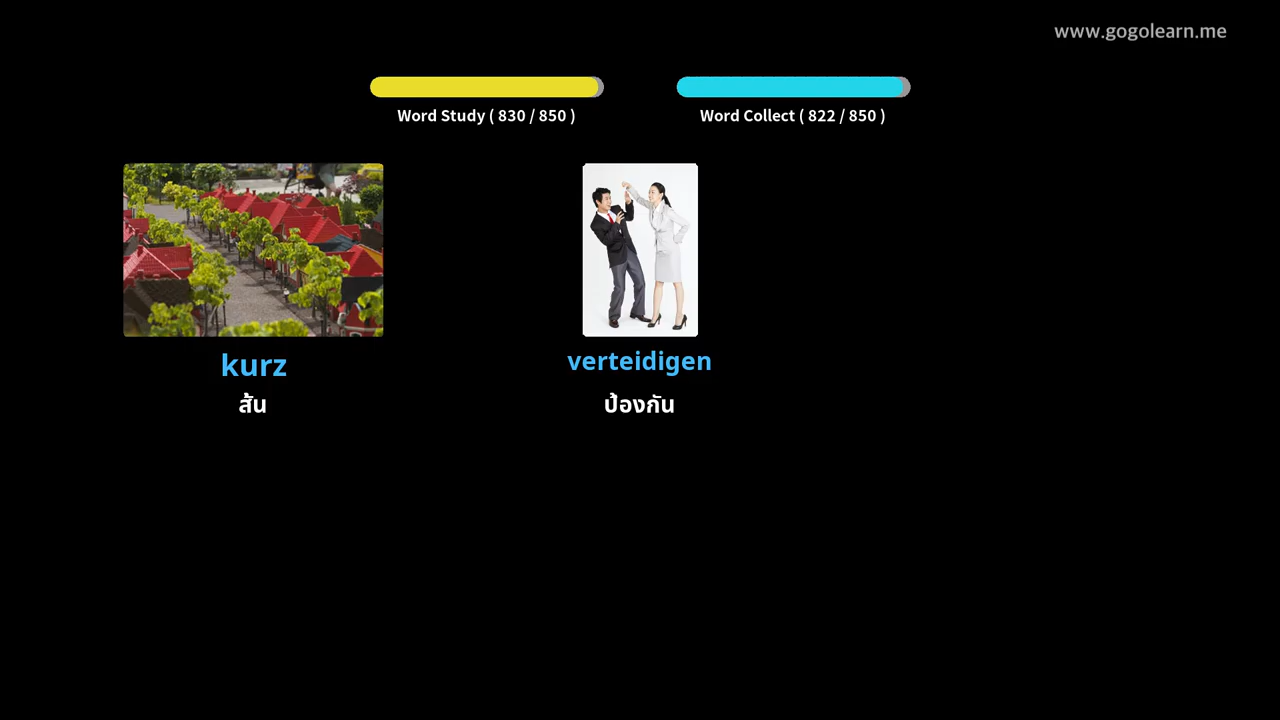 www.gogolearn.me
Word Study ( 830 / 850 )
Word Collect ( 822 / 850 )
kurz
verteidigen
สั้น
ป้องกัน